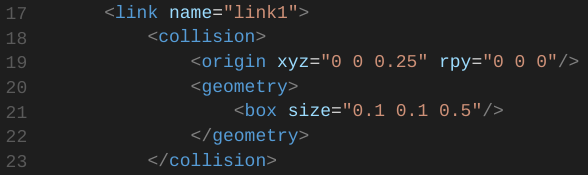 17 <link name="link1">
18 <collision>
19 <origin xyz="0 0 0.25" rpy="0 0 0"/>
20 <geometry>
21 <box size="0.1 0.1 0.5"/>
22 </geometry>
23 </collision>